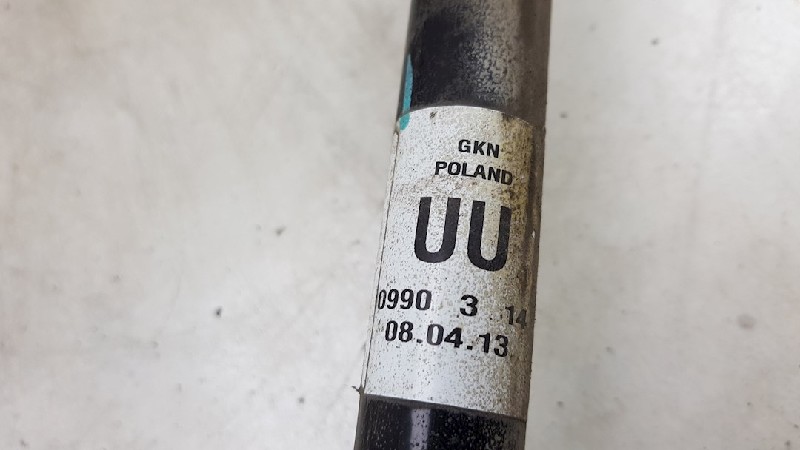 GKN
POLAND
UU
0990 3 14
08.04.13